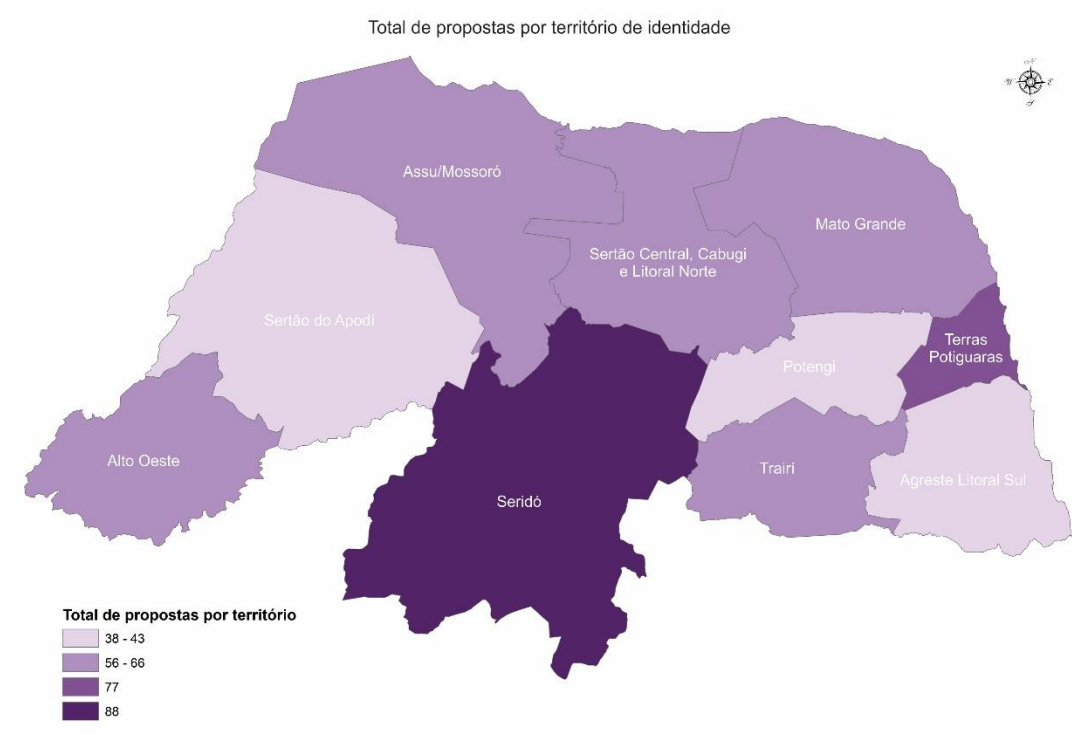 Total de propostas por território de identidade
N
W
E
S
Assu/Mossoró
Mato Grande
Sertão Central, Cabugi
e Litoral Norte
Sertão do Apodi
Terras
Potiguaras
Potengi
Alto Oeste
Trairí
Agreste Litoral Sul
Seridó
Total de propostas por território
38 - 43
56 - 66
77
88